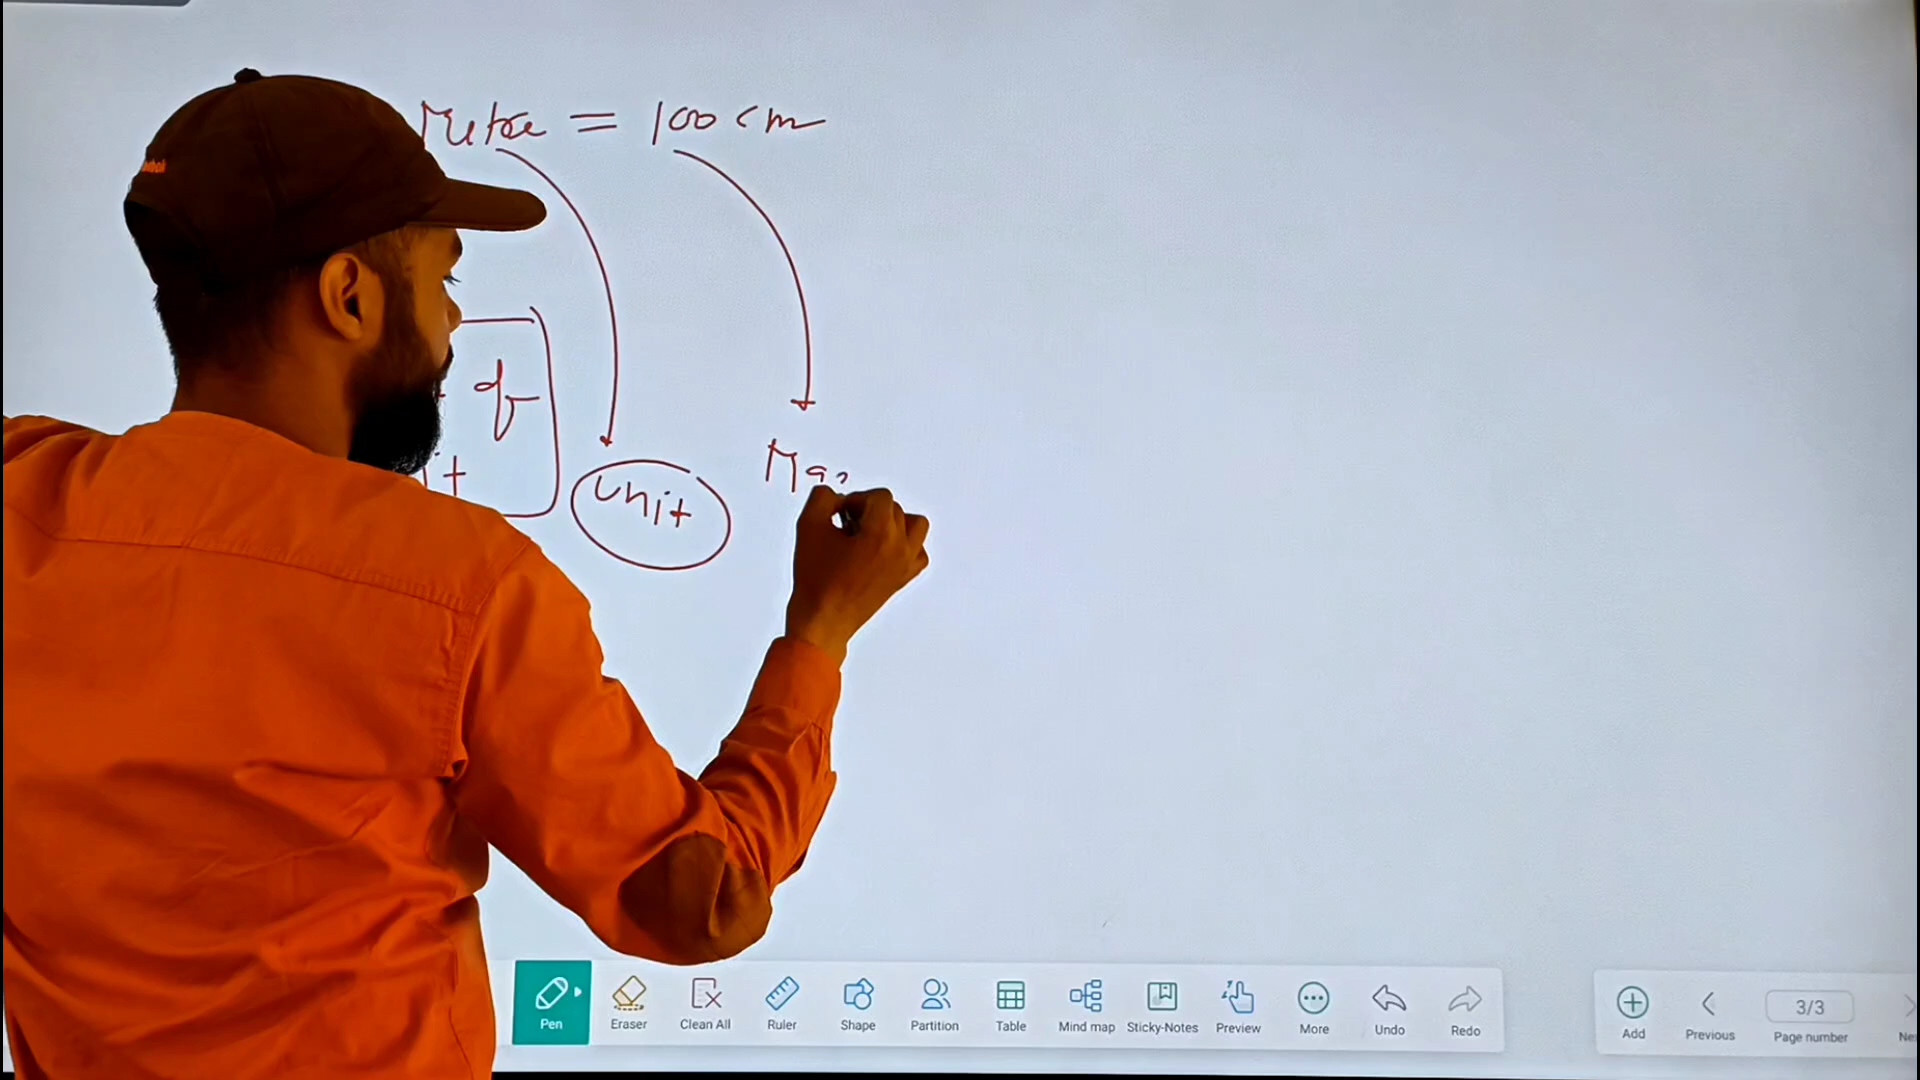 Metre = 100 cm
q
it
Unit
Mag
Pen
Eraser
Clean All
Ruler
Shape
Partition
Table
Mind map
Sticky-Notes
Preview
More
Undo
Redo
Add
Previous
3/3
Page number